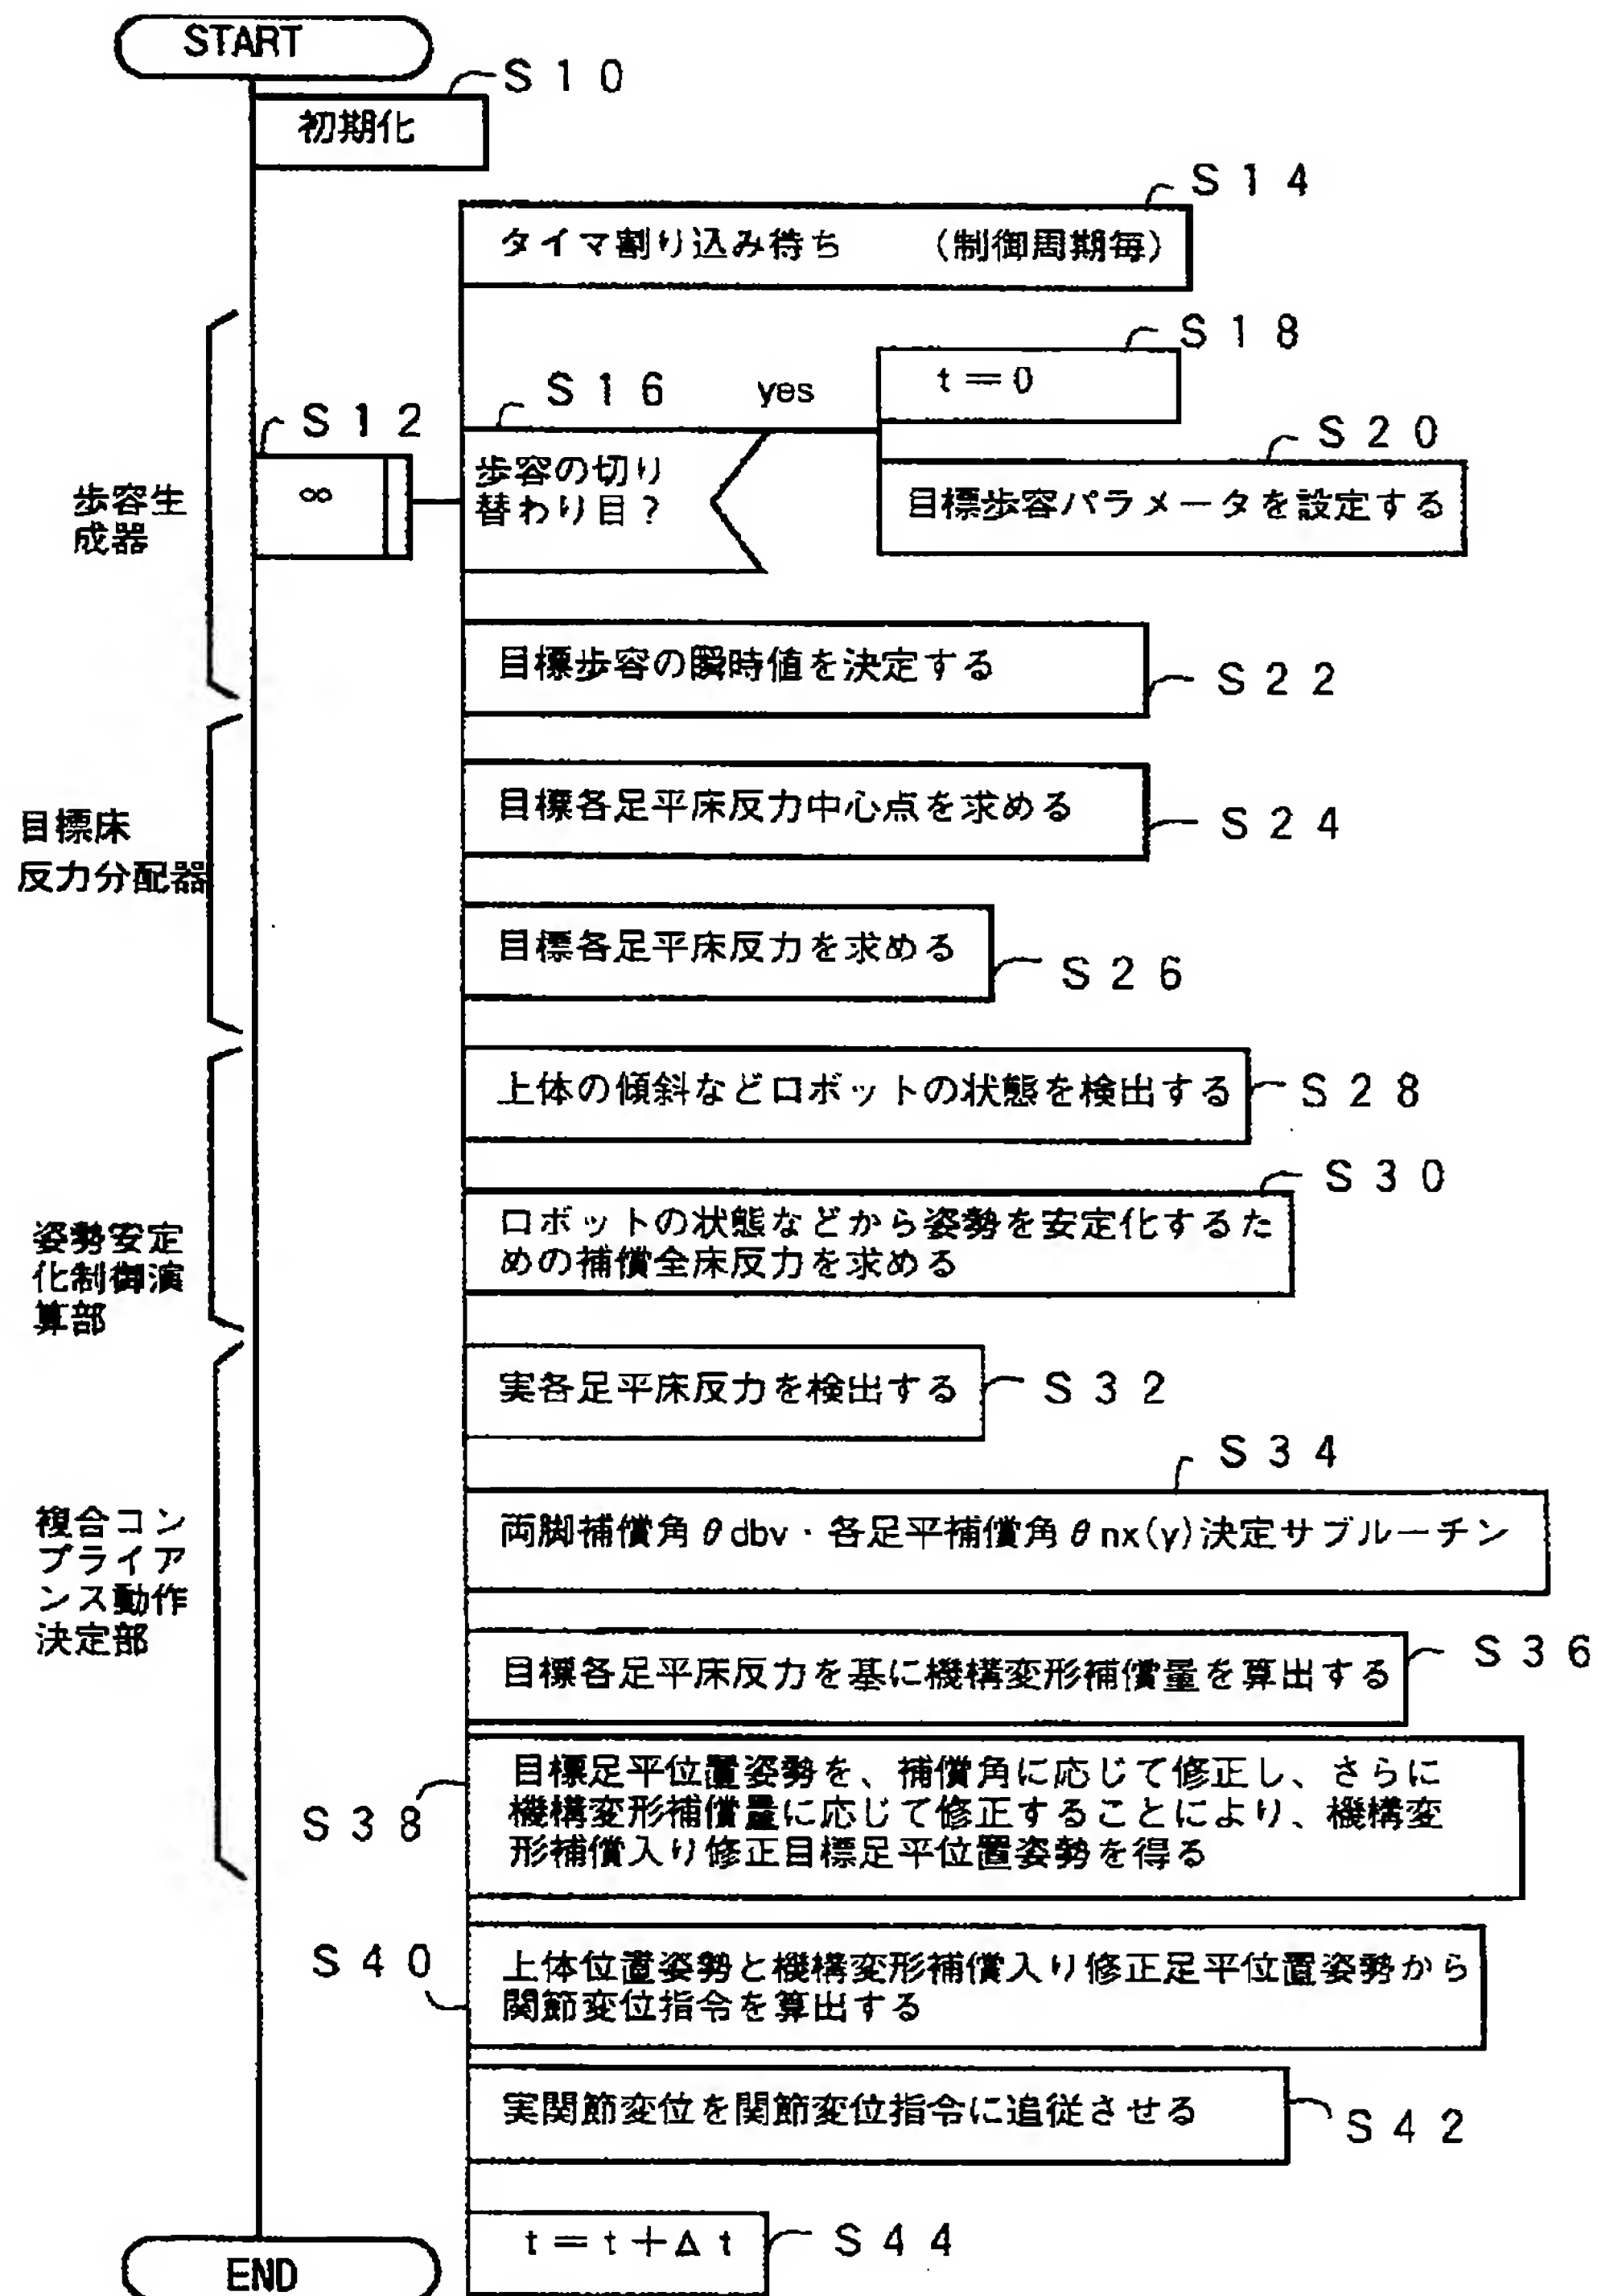 START
S10
初期化
S14
タイマ割り込み待ち　　（制御周期毎）
S18
t＝0
S16
yes
S12
∞
歩容の切り
替わり目？
S20
目標歩容パラメータを設定する
歩容生
成器
目標歩容の瞬時値を決定する
S22
目標床
反力分配器
目標各足平床反力中心点を求める
S24
目標各足平床反力を求める
S26
上体の傾斜などロボットの状態を検出する
S28
姿勢安定
化制御演
算部
S30
ロボットの状態などから姿勢を安定化するた
めの補償全床反力を求める
実各足平床反力を検出する
S32
複合コン
プライア
ンス動作
決定部
S34
両脚補償角θdbv・各足平補償角θnx(y)決定サブルーチン
目標各足平床反力を基に機構変形補償量を算出する
S36
S38
目標足平位置姿勢を、補償角に応じて修正し、さらに
機構変形補償量に応じて修正することにより、機構変
形補償入り修正目標足平位置姿勢を得る
S40
上体位置姿勢と機構変形補償入り修正足平位置姿勢から
関節変位指令を算出する
実関節変位を関節変位指令に追従させる
S42
t＝t＋Δt
S44
END